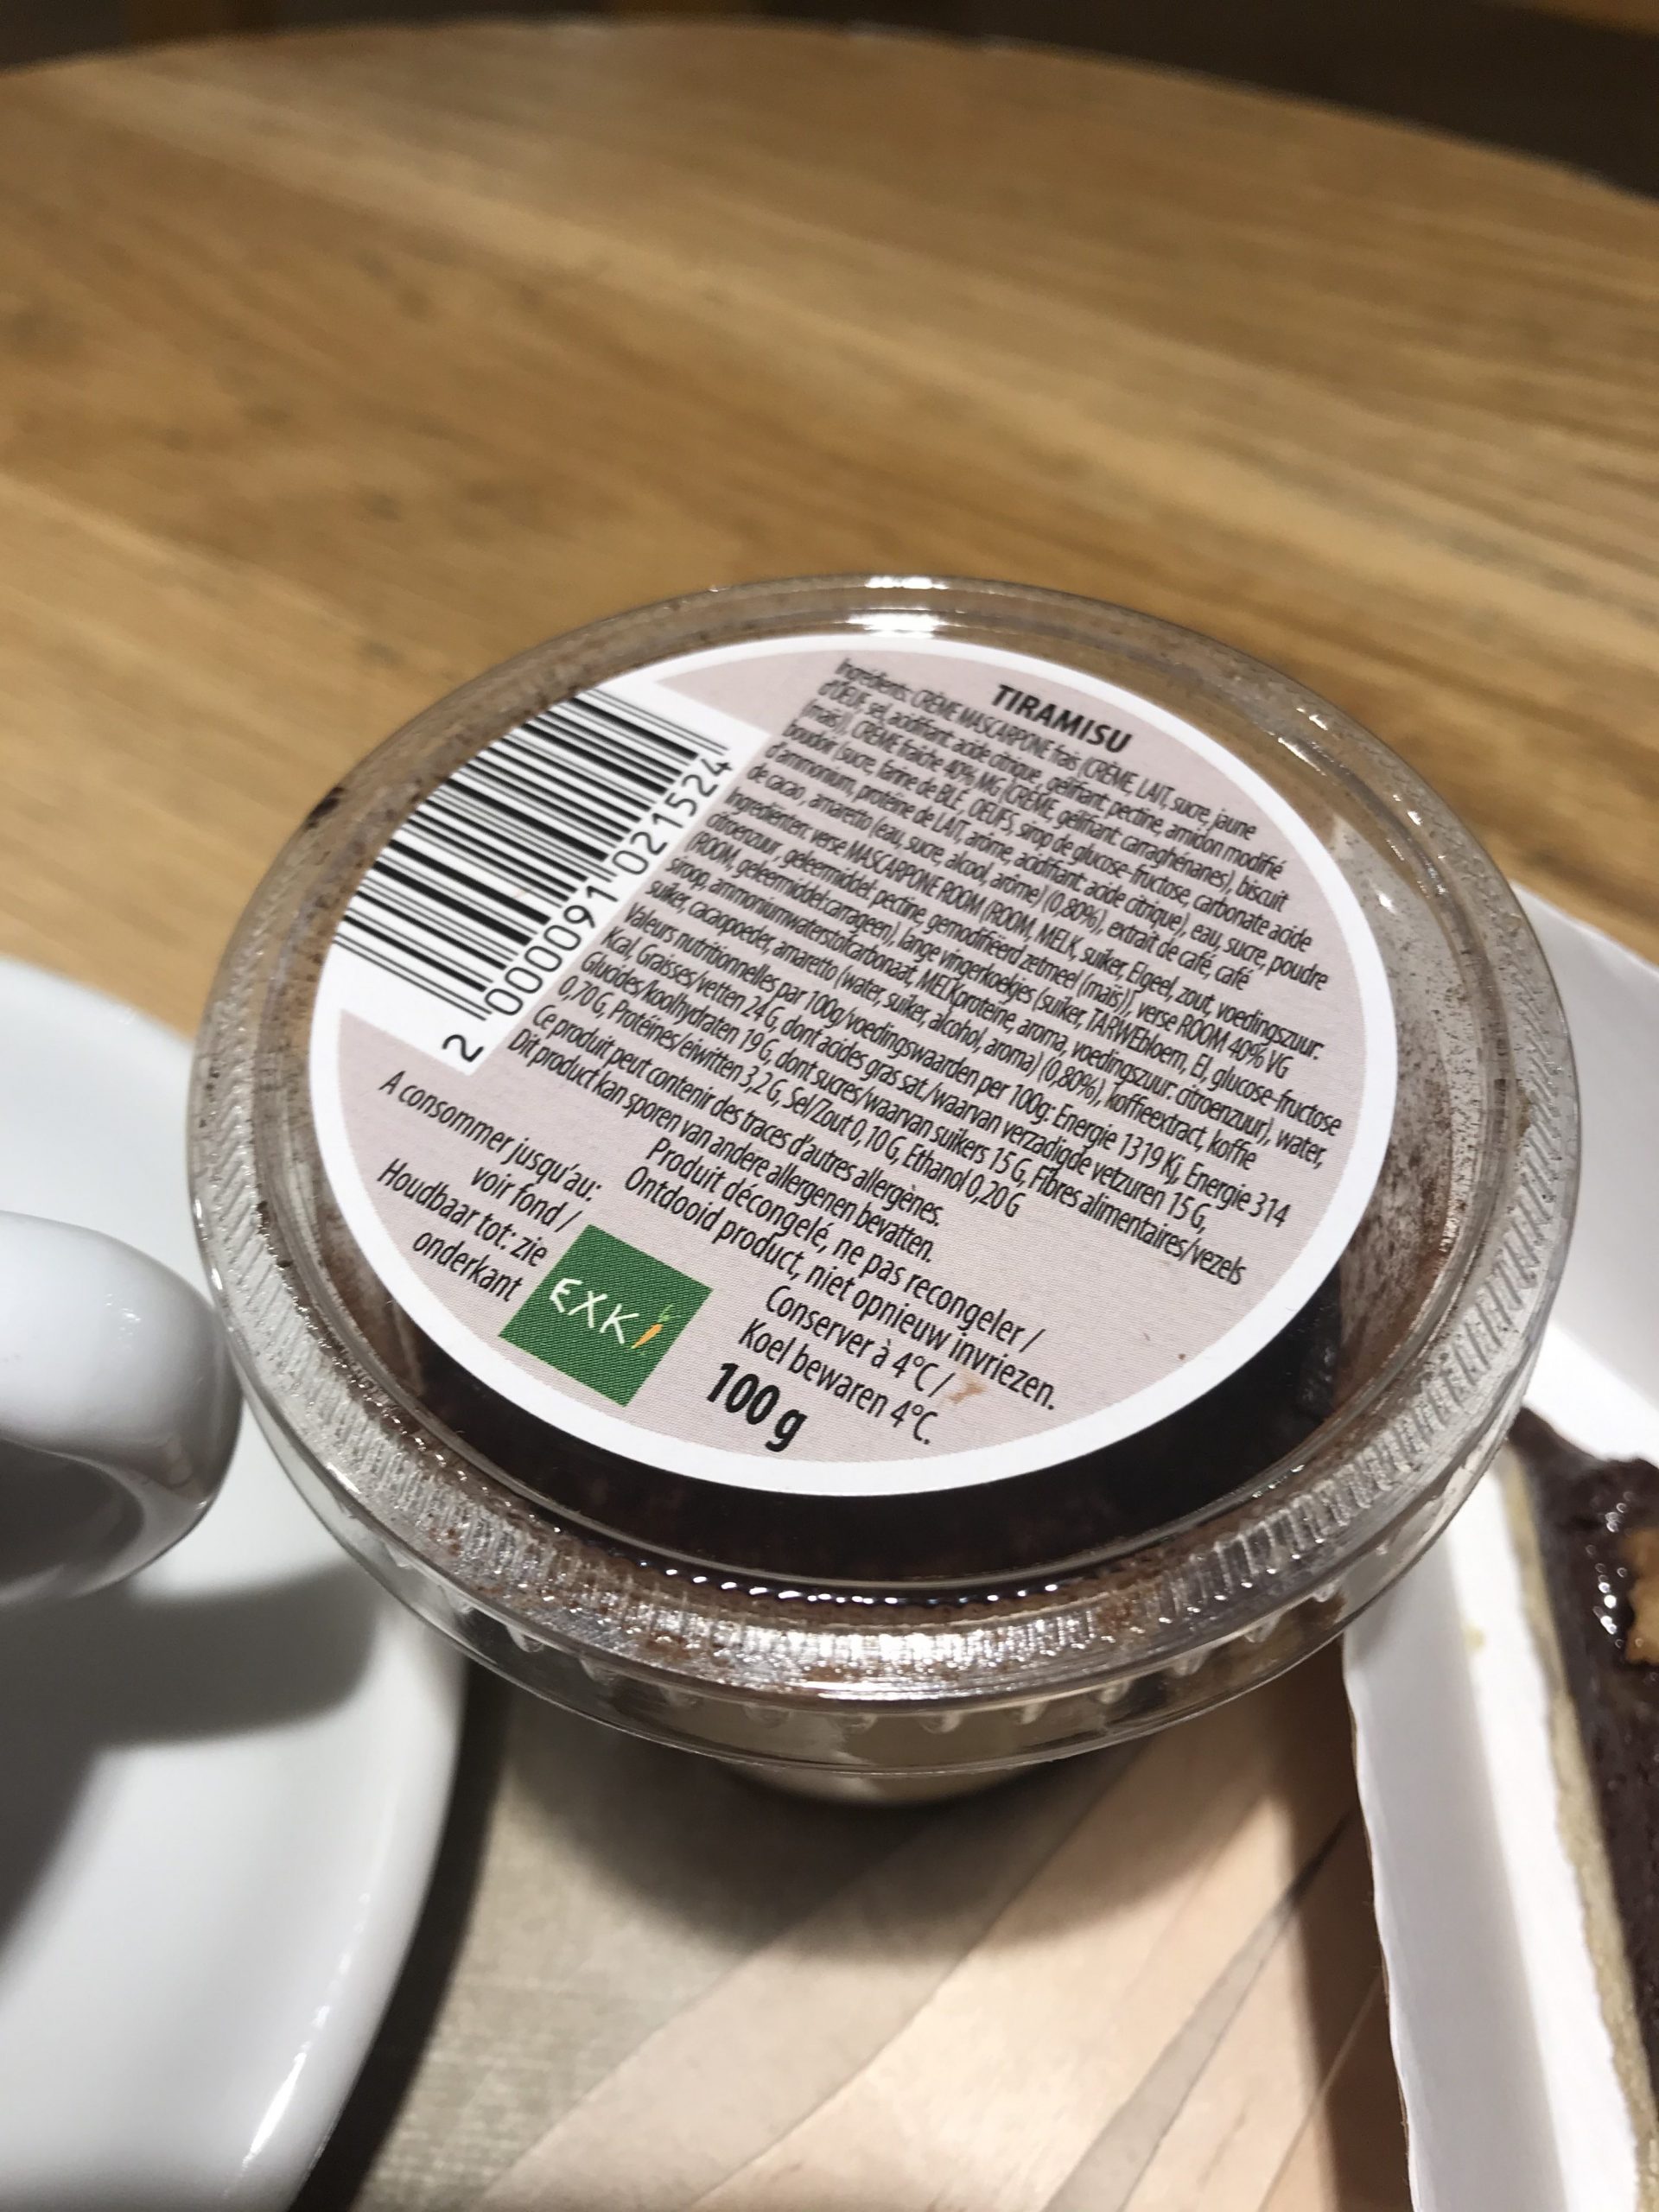 TIRAMISU
Ingrédients: CRÈME MASCARPONE frais (CRÈME, LAIT, sucre, jaune
d'OEUF, sel, acidifiant: acide citrique, gélifiant: pectine, amidon modifié
(maïs)), CRÈME fraîche 40% MG (CRÈME, gélifiant: carraghénanes), biscuit
boudoir (sucre, farine de BLÉ, OEUFS, sirop de glucose-fructose, carbonate acide
d'ammonium, protéine de LAIT, arôme, acidifiant: acide citrique), eau, sucre, poudre
de cacao, amaretto (eau, sucre, alcool, arôme) (0,80%), extrait de café, café
Ingrediënten: verse MASCARPONE ROOM (ROOM, MELK, suiker, EIgeel, zout, voedingszuur:
citroenzuur, geleermiddel: pectine, gemodifieerd zetmeel (maïs)), verse ROOM 40% VG
(ROOM, geleermiddel: carrageen), lange vingerkoekjes (suiker, TARWEbloem, EI, glucose-fructose
siroop, ammoniumwaterstofcarbonaat, MELKproteïne, aroma, voedingszuur: citroenzuur), water,
suiker, cacaopoeder, amaretto (water, suiker, alcohol, aroma) (0,80%), koffieextract, koffie
Valeurs nutritionnelles par 100g/voedingswaarden per 100g: Energie 1319 Kj, Energie 314
Kcal, Graisses/vetten 24 G, dont acides gras sat./waarvan verzadigde vetzuren 15 G,
Glucides/koolhydraten 19 G, dont sucres/waarvan suikers 15 G, Fibres alimentaires/vezels
0,70 G, Protéines/eiwitten 3,2 G, Sel/Zout 0,10 G, Ethanol 0,20 G
Ce produit peut contenir des traces d'autres allergènes.
Dit product kan sporen van andere allergenen bevatten.
Produit décongelé, ne pas recongeler /
Ontdooid product, niet opnieuw invriezen.
Conserver à 4°C /
Koel bewaren 4°C.
100 g
A consommer jusqu'au:
voir fond /
Houdbaar tot: zie
onderkant
EXKi
2 000091 021524